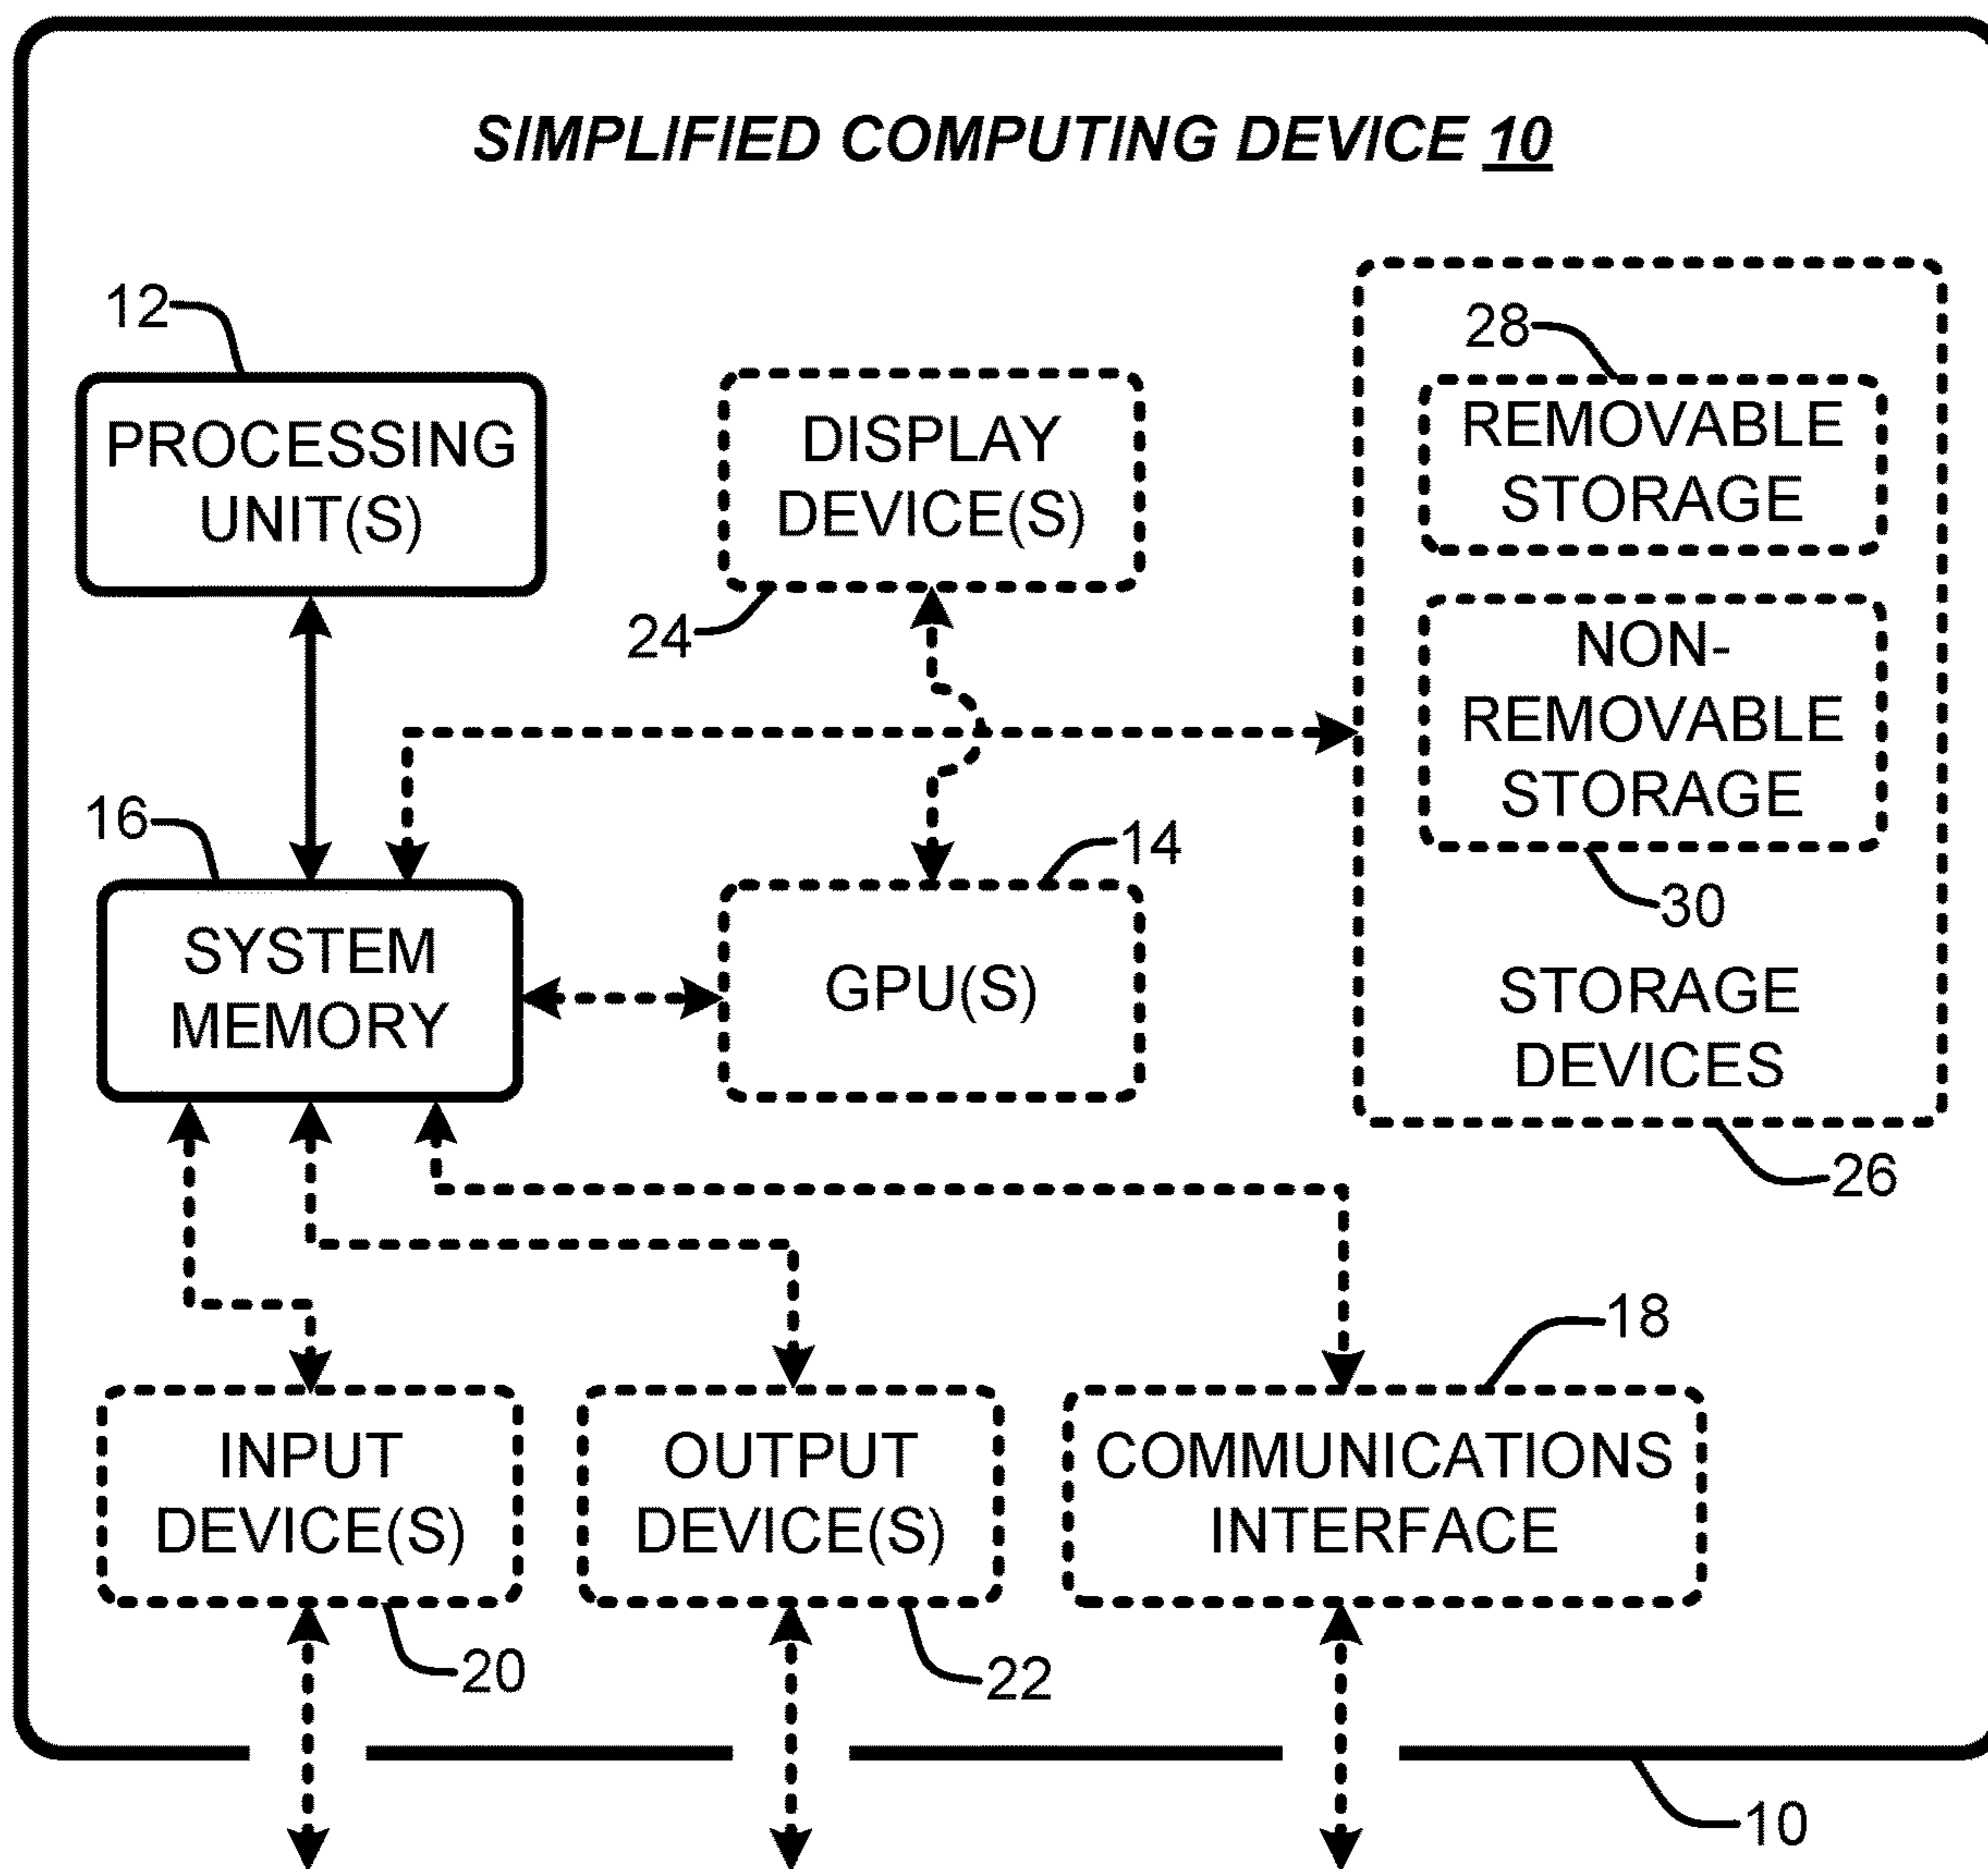 SIMPLIFIED COMPUTING DEVICE 10
12
PROCESSING
UNIT(S)
DISPLAY
DEVICE(S)
24
28
REMOVABLE
STORAGE
NON-
REMOVABLE
STORAGE
30
STORAGE
DEVICES
26
16
SYSTEM
MEMORY
14
GPU(S)
INPUT
DEVICE(S)
20
OUTPUT
DEVICE(S)
22
18
COMMUNICATIONS
INTERFACE
10